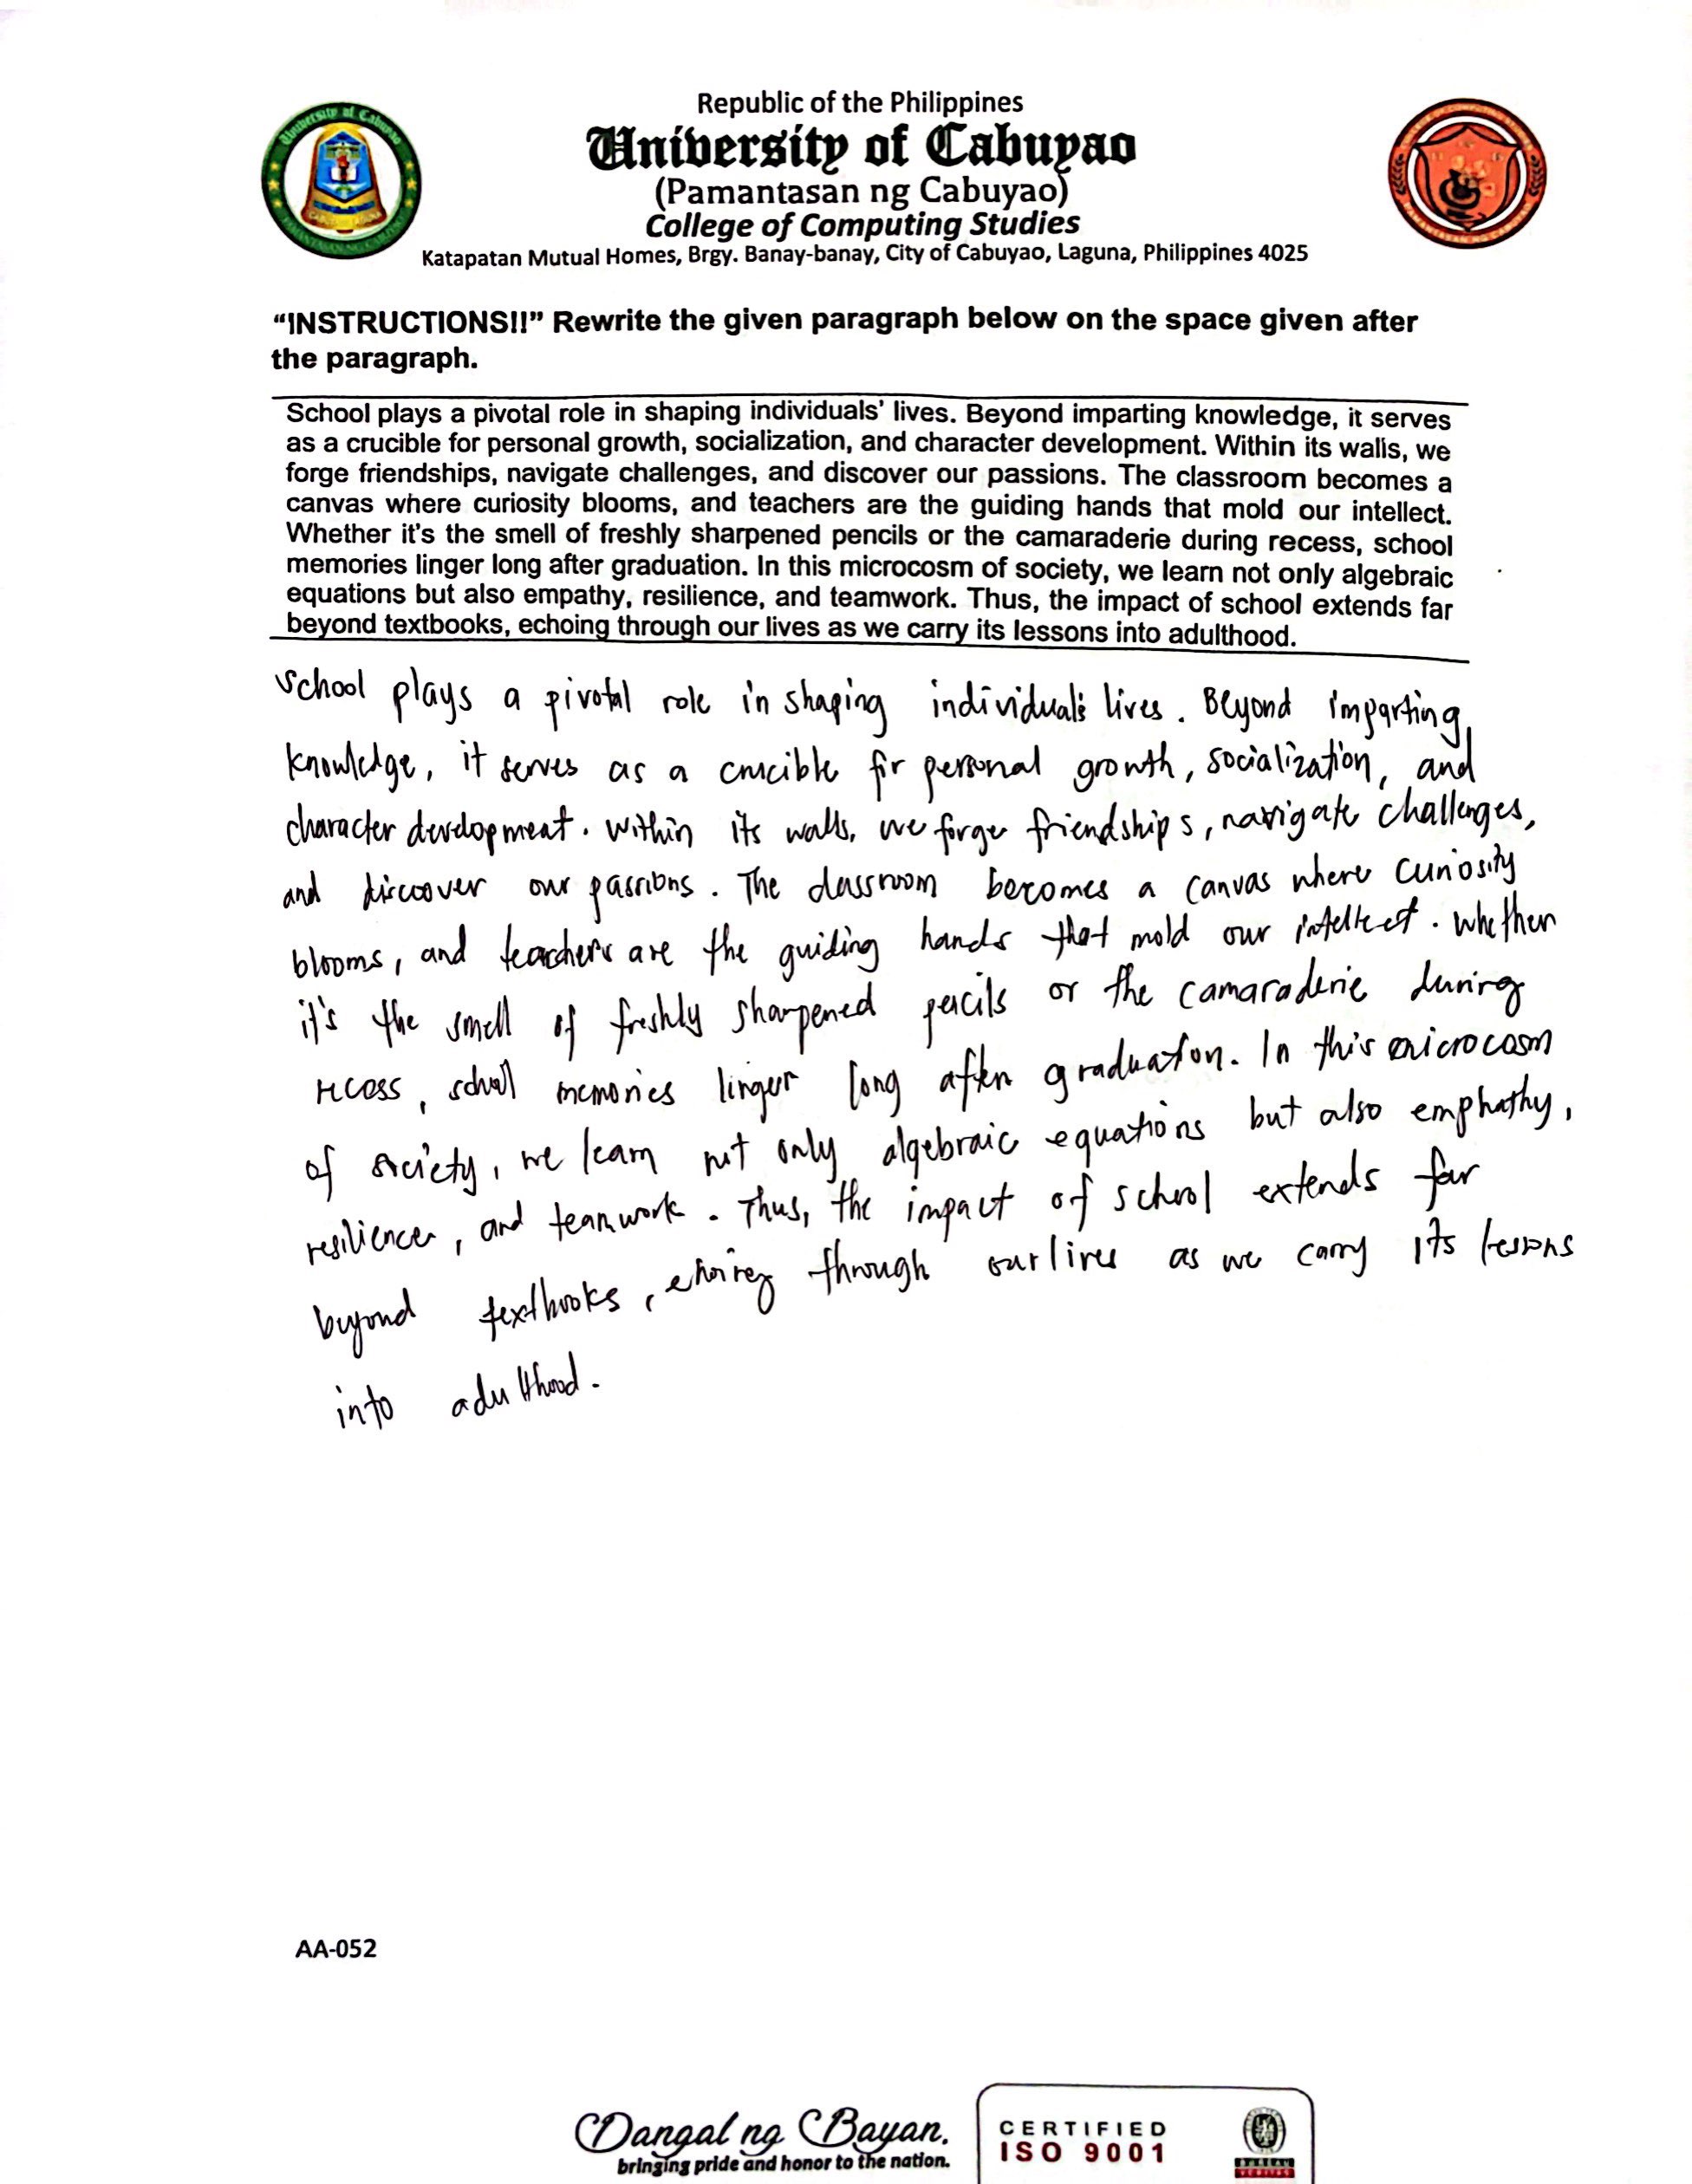 Republic of the Philippines
University of Cabuyao
(Pamantasan ng Cabuyao)
College of Computing Studies
Katapatan Mutual Homes, Brgy. Banay-banay, City of Cabuyao, Laguna, Philippines 4025
“INSTRUCTIONS!!” Rewrite the given paragraph below on the space given after
the paragraph.
School plays a pivotal role in shaping individuals’ lives. Beyond imparting knowledge, it serves
as a crucible for personal growth, socialization, and character development. Within its walls, we
forge friendships, navigate challenges, and discover our passions. The classroom becomes a
canvas where curiosity blooms, and teachers are the guiding hands that mold our intellect.
Whether it’s the smell of freshly sharpened pencils or the camaraderie during recess, school
memories linger long after graduation. In this microcosm of society, we learn not only algebraic
equations but also empathy, resilience, and teamwork. Thus, the impact of school extends far
beyond textbooks, echoing through our lives as we carry its lessons into adulthood.
School plays a pivotal role in shaping individual's lives. Beyond imparting
knowledge, it serves as a crucible for personal growth, socialization, and
character development. Within its walls, we forge friendships, navigate challenges,
and discover our passions. The classroom becomes a canvas where curiosity
blooms, and teachers are the guiding hands that mold our intellect. Whether
it's the smell of freshly sharpened pecils or the camaraderie during
recess, school memories linger long after graduation. In this microcosm
of society, we learn not only algebraic equations but also emphathy,
resilience, and teamwork. Thus, the impact of school extends far
beyond textbooks, echoing through our lives as we carry its lessons
into adulthood.
AA-052
Dangal ng Bayan.
bringing pride and honor to the nation.
CERTIFIED
ISO 9001
BUREAU
VERITAS